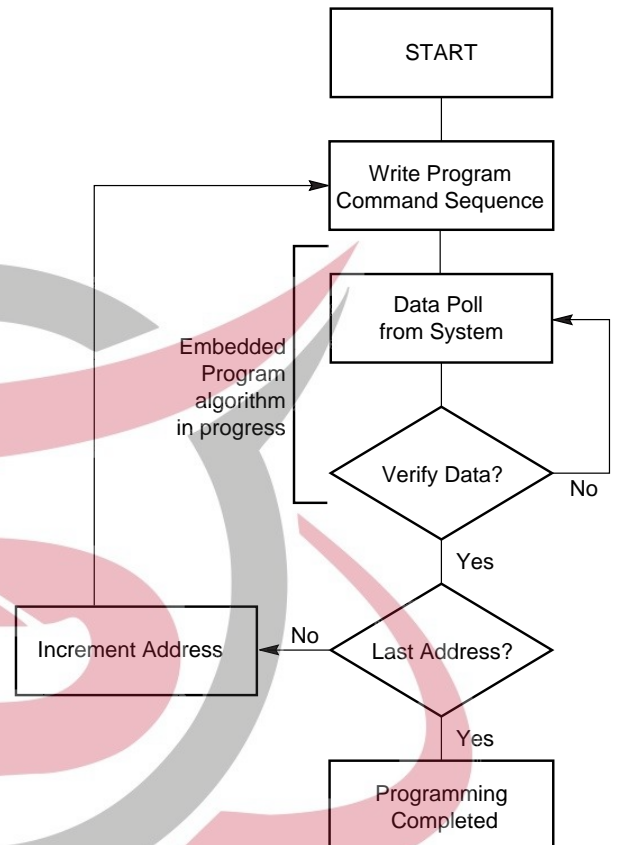 START
Write Program
Command Sequence
Data Poll
from System
Embedded
Program
algorithm
in progress
Verify Data?
No
Yes
Increment Address
No
Last Address?
Yes
Programming
Completed